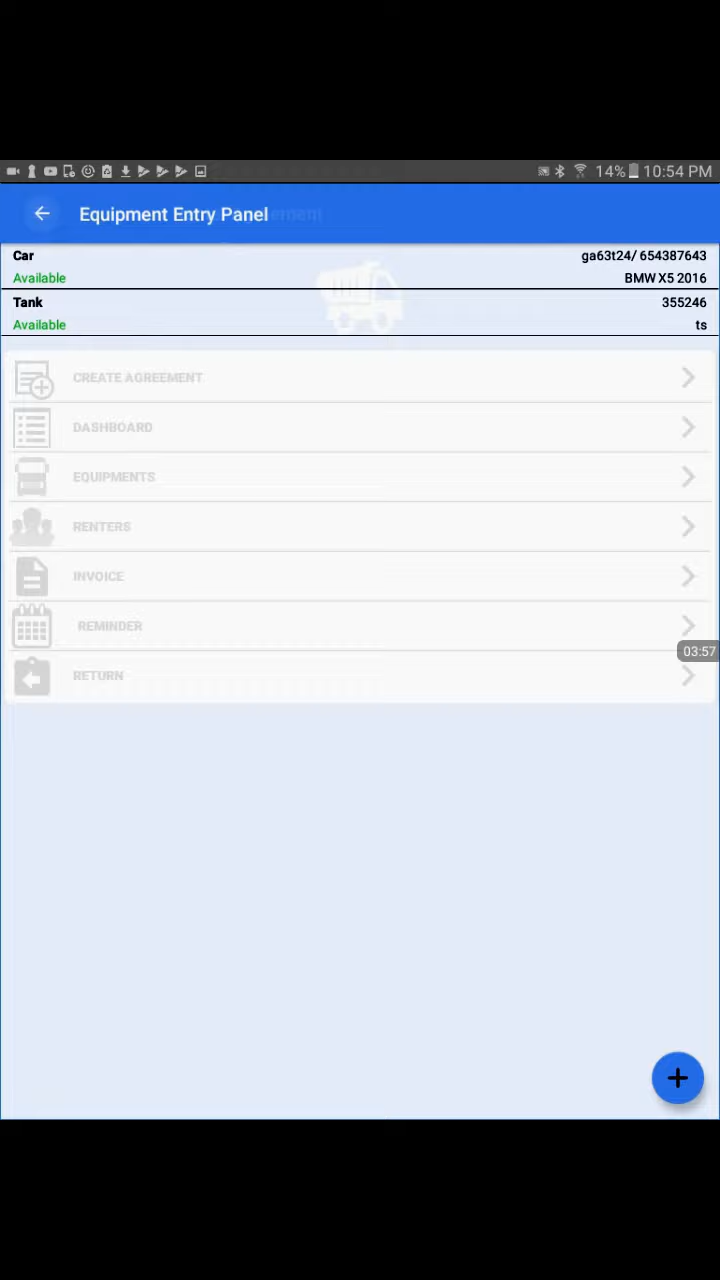 14% 10:54 PM
Equipment Entry Panel
Car ga63t24/ 654387643
Available BMW X5 2016
Tank 355246
Available ts
CREATE AGREEMENT
DASHBOARD
EQUIPMENTS
RENTERS
INVOICE
REMINDER
03:57
RETURN